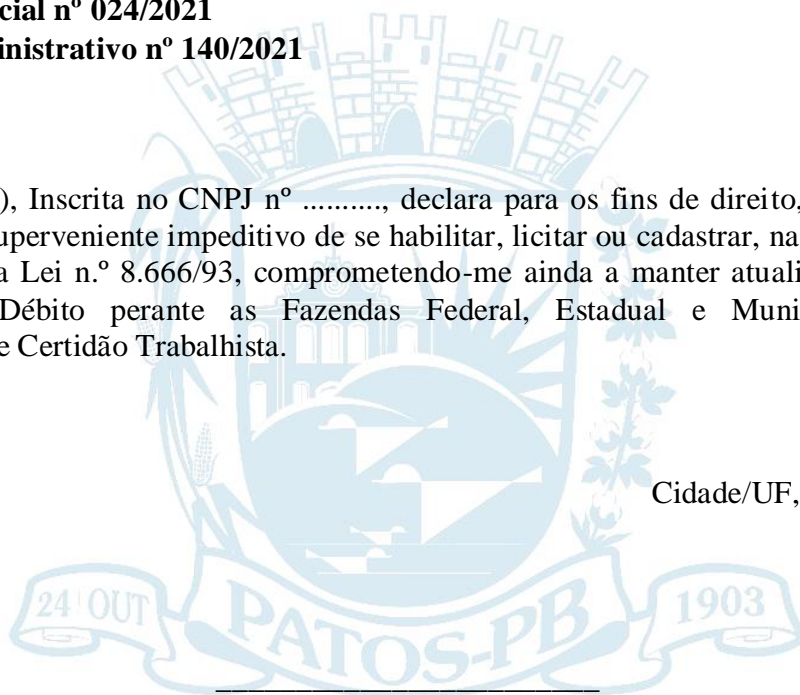 cial nº 024/2021
inistrativo nº 140/2021
), Inscrita no CNPJ nº .........., declara para os fins de direito,
uperveniente impeditivo de se habilitar, licitar ou cadastrar, na
a Lei n.º 8.666/93, comprometendo-me ainda a manter atuali
Débito perante as Fazendas Federal, Estadual e Muni
e Certidão Trabalhista.
Cidade/UF,
24 OUT
PATOS-PB
1903